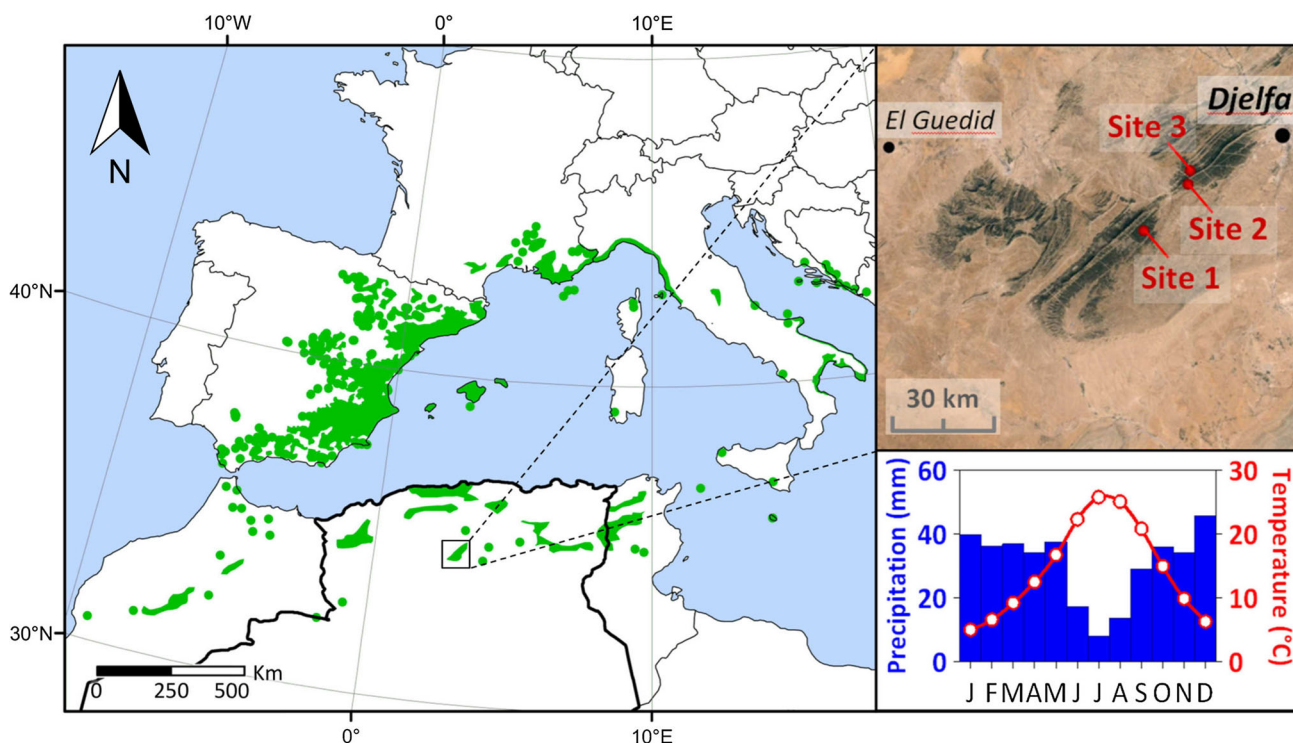 10°W 0° 10°E
N
40°N
30°N
Km
0 250 500
0° 10°E
El Guedid
Djelfa
Site 3
Site 2
Site 1
30 km
Precipitation (mm)
60
40
20
0
Temperature (°C)
30
20
10
0
J F M A M J J A S O N D